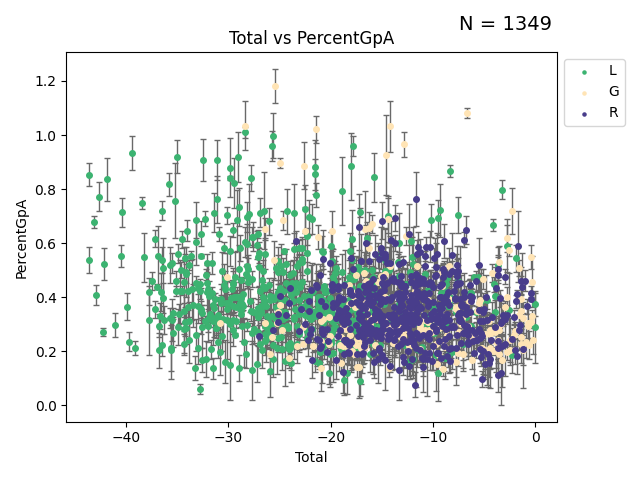 N = 1349
Total vs PercentGpA
L
G
R
PercentGpA
1.2
1.0
0.8
0.6
0.4
0.2
0.0
−40
−30
−20
−10
0
Total